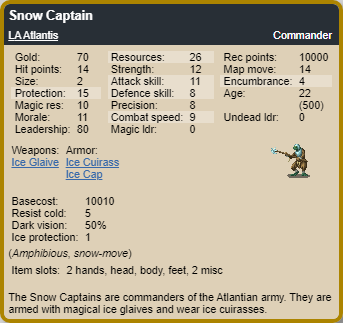 Snow Captain
LA Atlantis Commander
Gold: 70 Resources: 26 Rec points: 10000
Hit points: 14 Strength: 12 Map move: 14
Size: 2 Attack skill: 11 Encumbrance: 4
Protection: 15 Defence skill: 8 Age: 22
Magic res: 10 Precision: 8 (500)
Morale: 11 Combat speed: 9 Undead ldr: 0
Leadership: 80 Magic ldr: 0
Weapons: Armor:
Ice Glaive Ice Cuirass
Ice Cap
Basecost: 10010
Resist cold: 5
Dark vision: 50%
Ice protection: 1
(Amphibious, snow-move)
Item slots: 2 hands, head, body, feet, 2 misc
The Snow Captains are commanders of the Atlantian army. They are
armed with magical ice glaives and wear ice cuirasses.